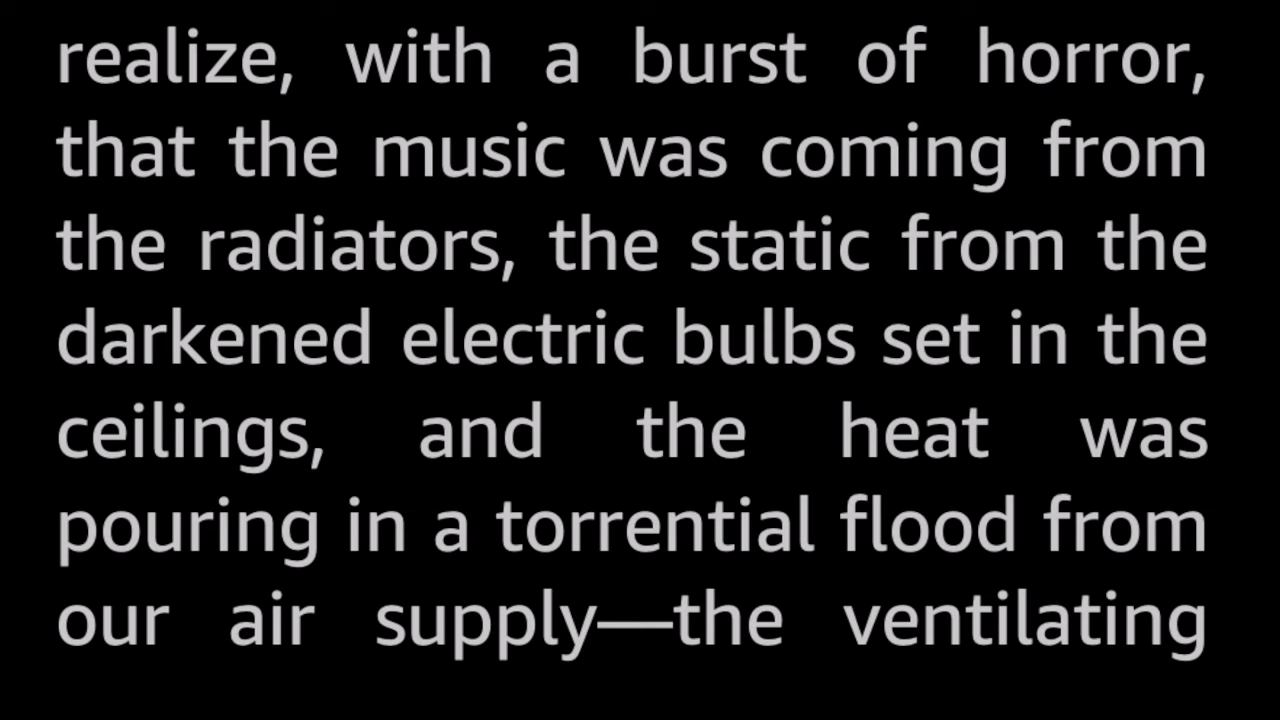 realize, with a burst of horror,
that the music was coming from
the radiators, the static from the
darkened electric bulbs set in the
ceilings, and the heat was
pouring in a torrential flood from
our air supply—the ventilating